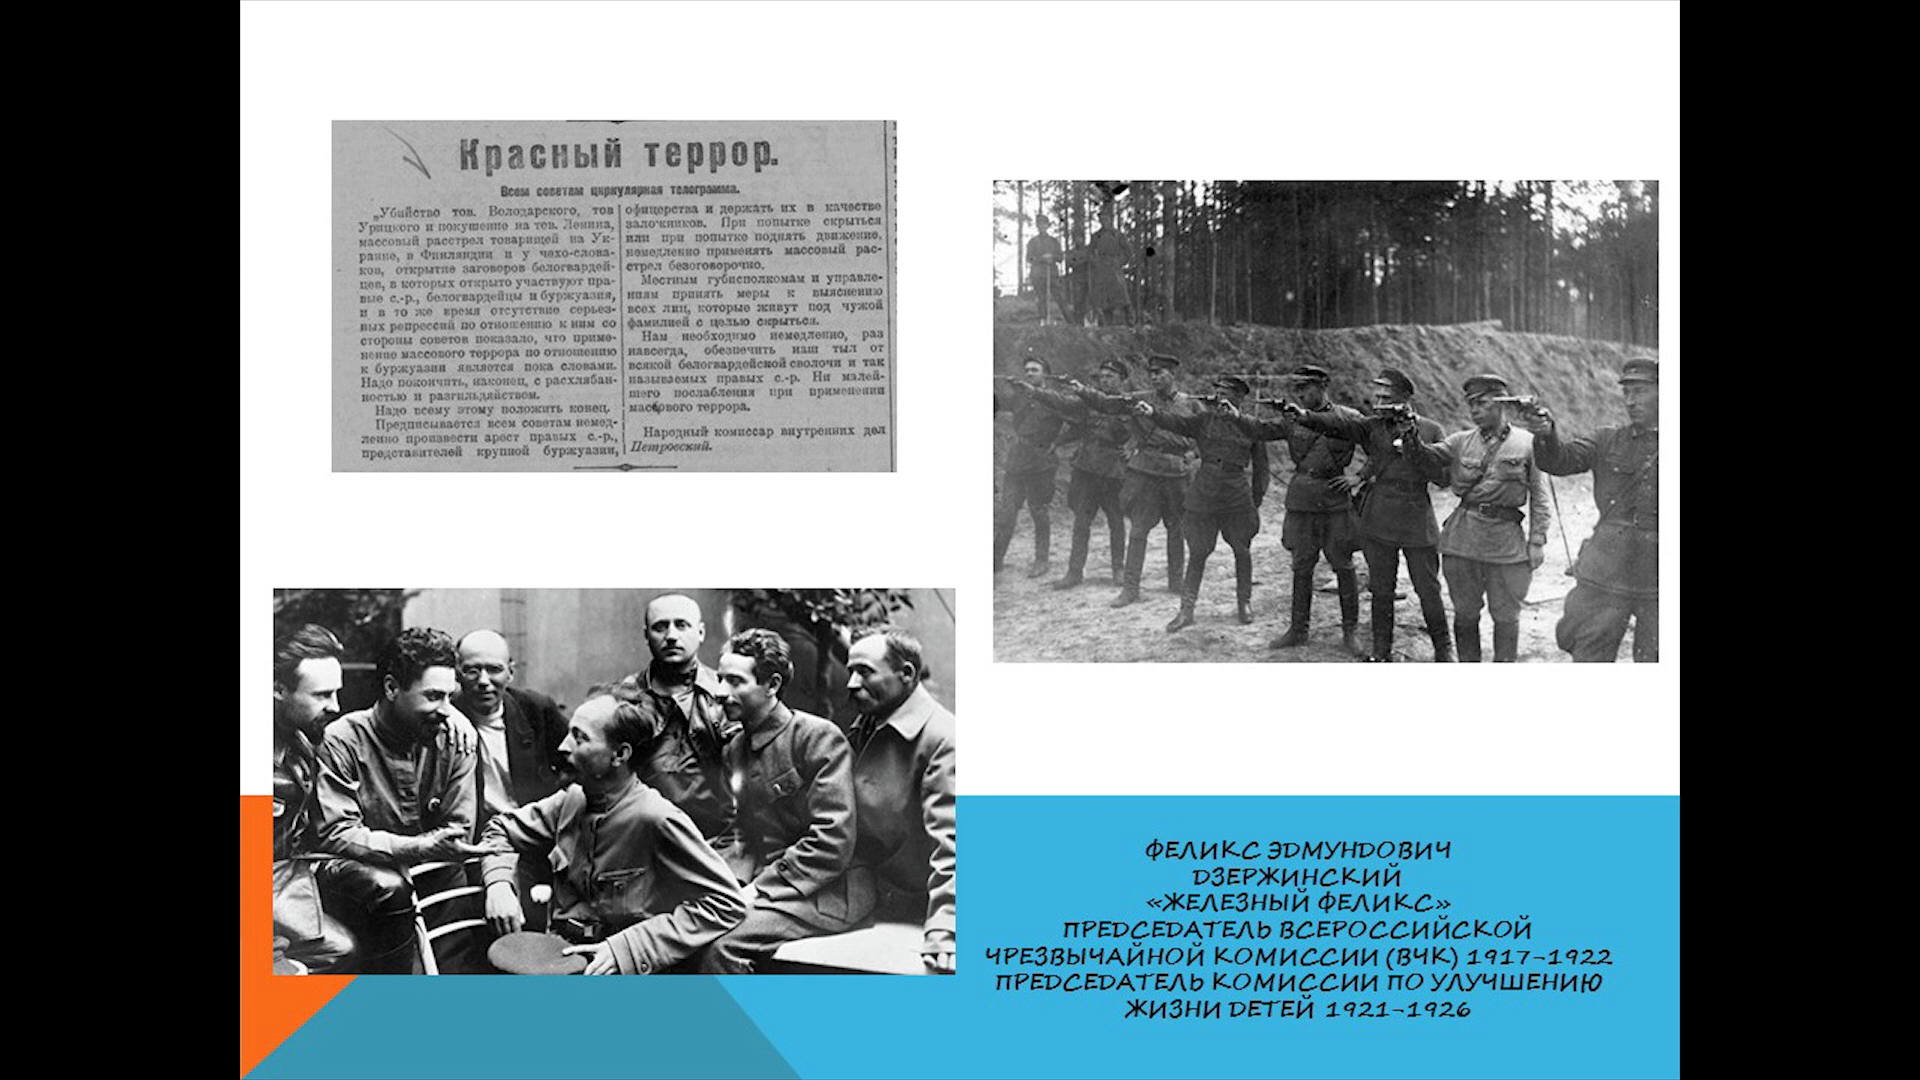 Красный террор.
Всем советам циркулярная телеграмма.
„Убийство тов. Володарского, тов
Урицкого и покушение на тов. Ленина,
массовый расстрел товарищей на Ук-
раине, в Финляндии и у чехо-слова-
ков, открытие заговоров белогвардей-
цев, в которых открыто участвуют пра-
вые с.-р., белогвардейцы и буржуазия,
и в то же время отсутствие серьез-
ных репрессий по отношению к ним со
стороны советов показало, что приме-
нение массового террора по отношению
к буржуазии является пока словами.
Надо покончить, наконец, с расхлябан-
ностью и разгильдяйством.
Надо всему этому положить конец.
Предписывается всем советам немед-
ленно произвести арест правых с.-р.,
представителей крупной буржуазии,
офицерства и держать их в качестве
заложников. При попытке скрыться
или при попытке поднять движение,
немедленно применять массовый рас-
стрел безоговорочно.
Местным губисполкомам и управле-
ниям принять меры к выяснению
всех лиц, которые живут под чужой
фамилией с целью скрыться.
Нам необходимо немедленно, раз
навсегда, обезпечить наш тыл от
всякой белогвардейской сволочи и так
называемых правых с.-р. Ни малей-
шего послабления при применении
массового террора.
Народный комиссар внутренних дел
Петровский.
ФЕЛИКС ЭДМУНДОВИЧ
ДЗЕРЖИНСКИЙ
«ЖЕЛЕЗНЫЙ ФЕЛИКС»
ПРЕДСЕДАТЕЛЬ ВСЕРОССИЙСКОЙ
ЧРЕЗВЫЧАЙНОЙ КОМИССИИ (ВЧК) 1917-1922
ПРЕДСЕДАТЕЛЬ КОМИССИИ ПО УЛУЧШЕНИЮ
ЖИЗНИ ДЕТЕЙ 1921-1926